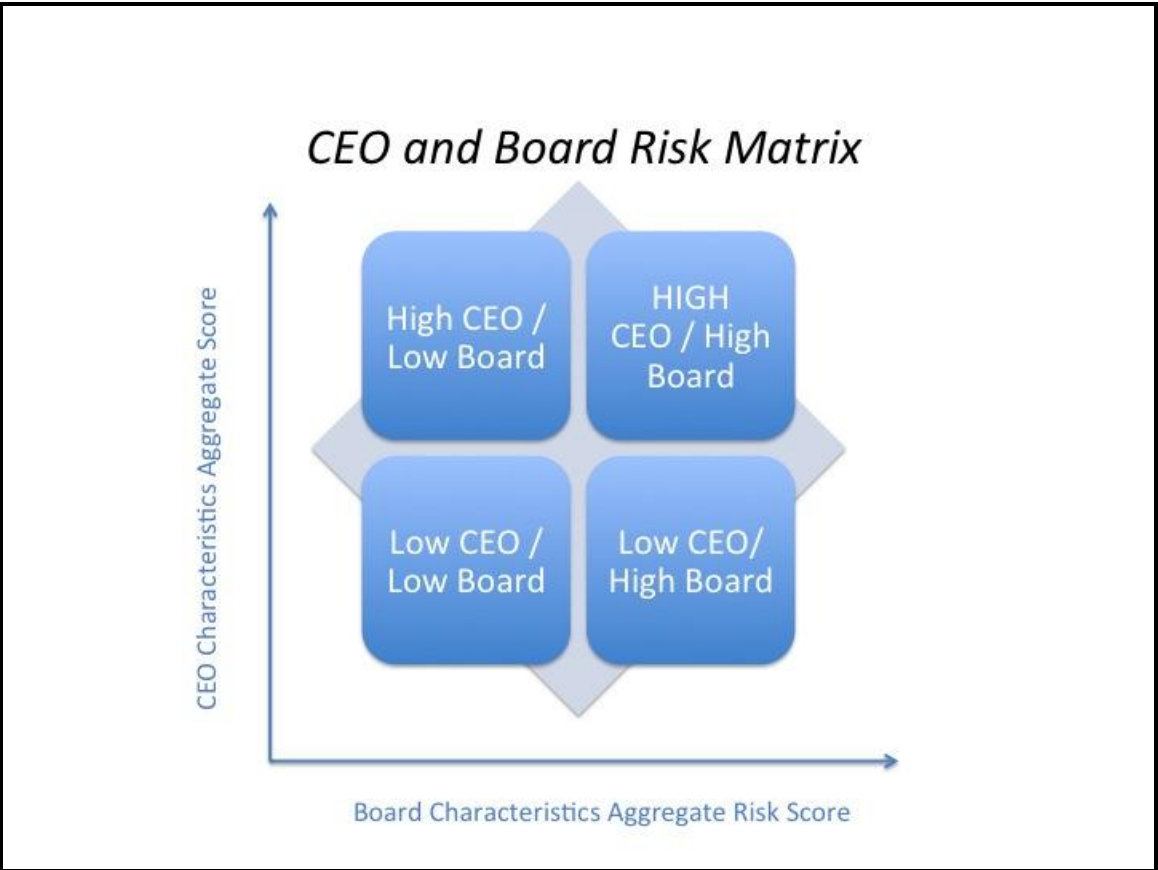 CEO and Board Risk Matrix
CEO Characteristics Aggregate Score
High CEO /
Low Board
HIGH
CEO / High
Board
Low CEO /
Low Board
Low CEO/
High Board
Board Characteristics Aggregate Risk Score